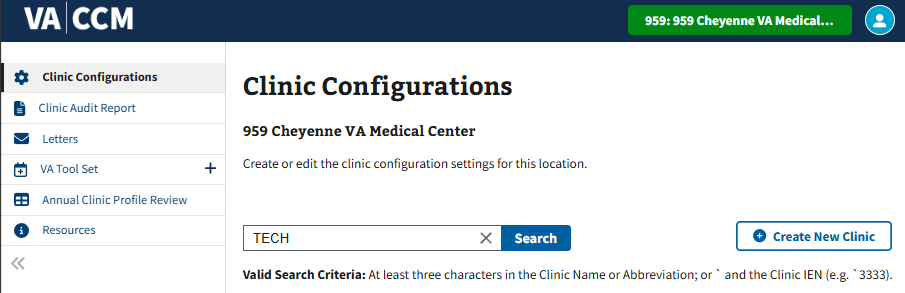 VA CCM
959: 959 Cheyenne VA Medical...
Clinic Configurations
Clinic Audit Report
Letters
VA Tool Set
Annual Clinic Profile Review
Resources
Clinic Configurations
959 Cheyenne VA Medical Center
Create or edit the clinic configuration settings for this location.
TECH
Search
Create New Clinic
Valid Search Criteria: At least three characters in the Clinic Name or Abbreviation; or ` and the Clinic IEN (e.g. `3333).